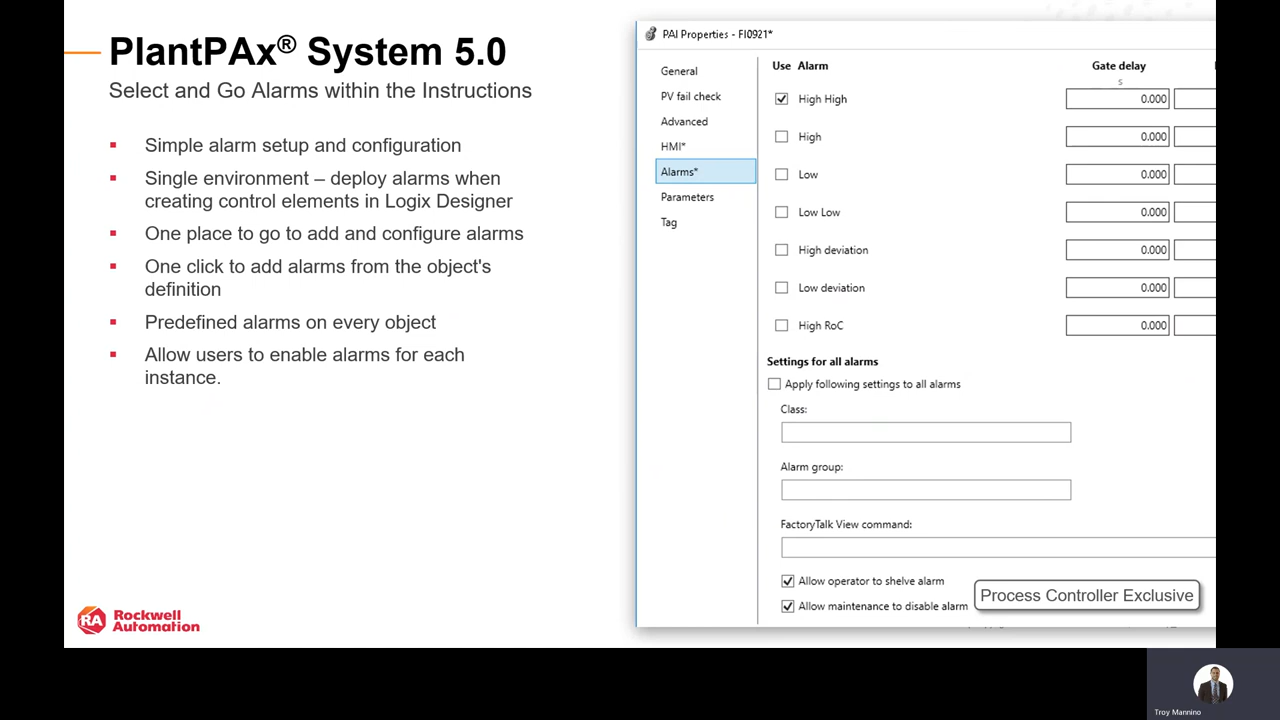 PlantPAx® System 5.0
Select and Go Alarms within the Instructions
▪ Simple alarm setup and configuration
▪ Single environment – deploy alarms when
creating control elements in Logix Designer
▪ One place to go to add and configure alarms
▪ One click to add alarms from the object's
definition
▪ Predefined alarms on every object
▪ Allow users to enable alarms for each
instance.
RA Rockwell
Automation
PAI Properties - FI0921*
General
PV fail check
Advanced
HMI*
Alarms*
Parameters
Tag
Use Alarm Gate delay
s
High High 0.000
High 0.000
Low 0.000
Low Low 0.000
High deviation 0.000
Low deviation 0.000
High RoC 0.000
Settings for all alarms
Apply following settings to all alarms
Class:
Alarm group:
FactoryTalk View command:
Allow operator to shelve alarm
Allow maintenance to disable alarm
Process Controller Exclusive
Troy Mannino